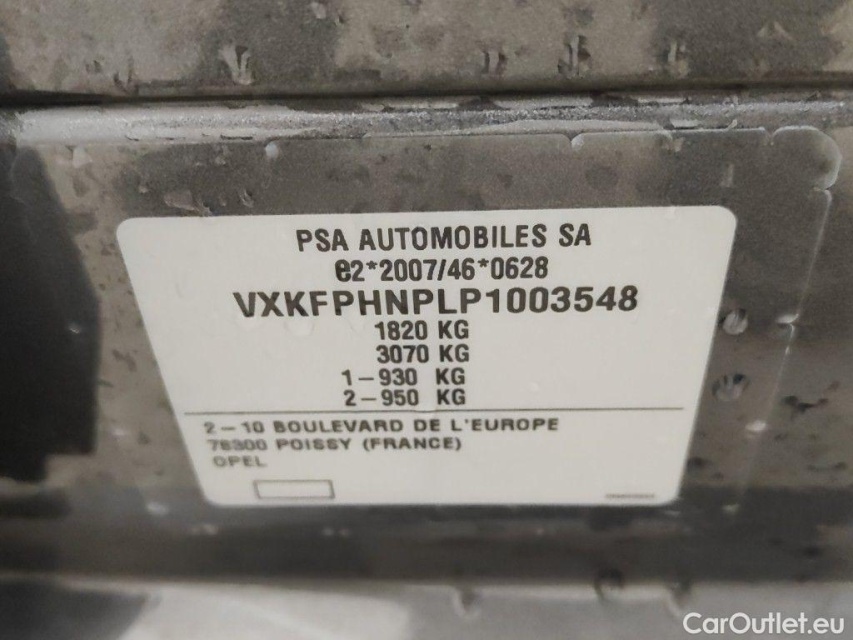 PSA AUTOMOBILES SA
e2*2007/46*0628
VXKFPHNPLP1003548
1820 KG
3070 KG
1-930 KG
2-950 KG
2-10 BOULEVARD DE L'EUROPE
78300 POISSY (FRANCE)
OPEL
CarOutlet.eu